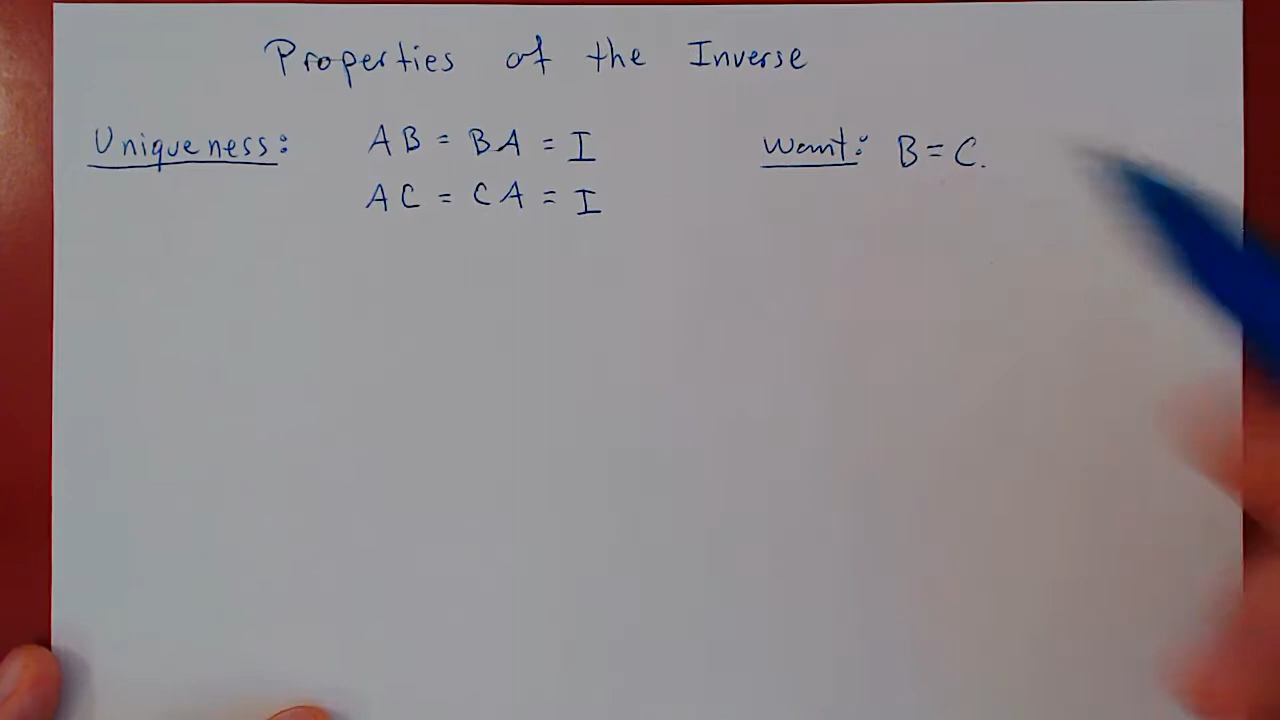 Properties of the Inverse
Uniqueness: AB = BA = I Want: B = C.
AC = CA = I